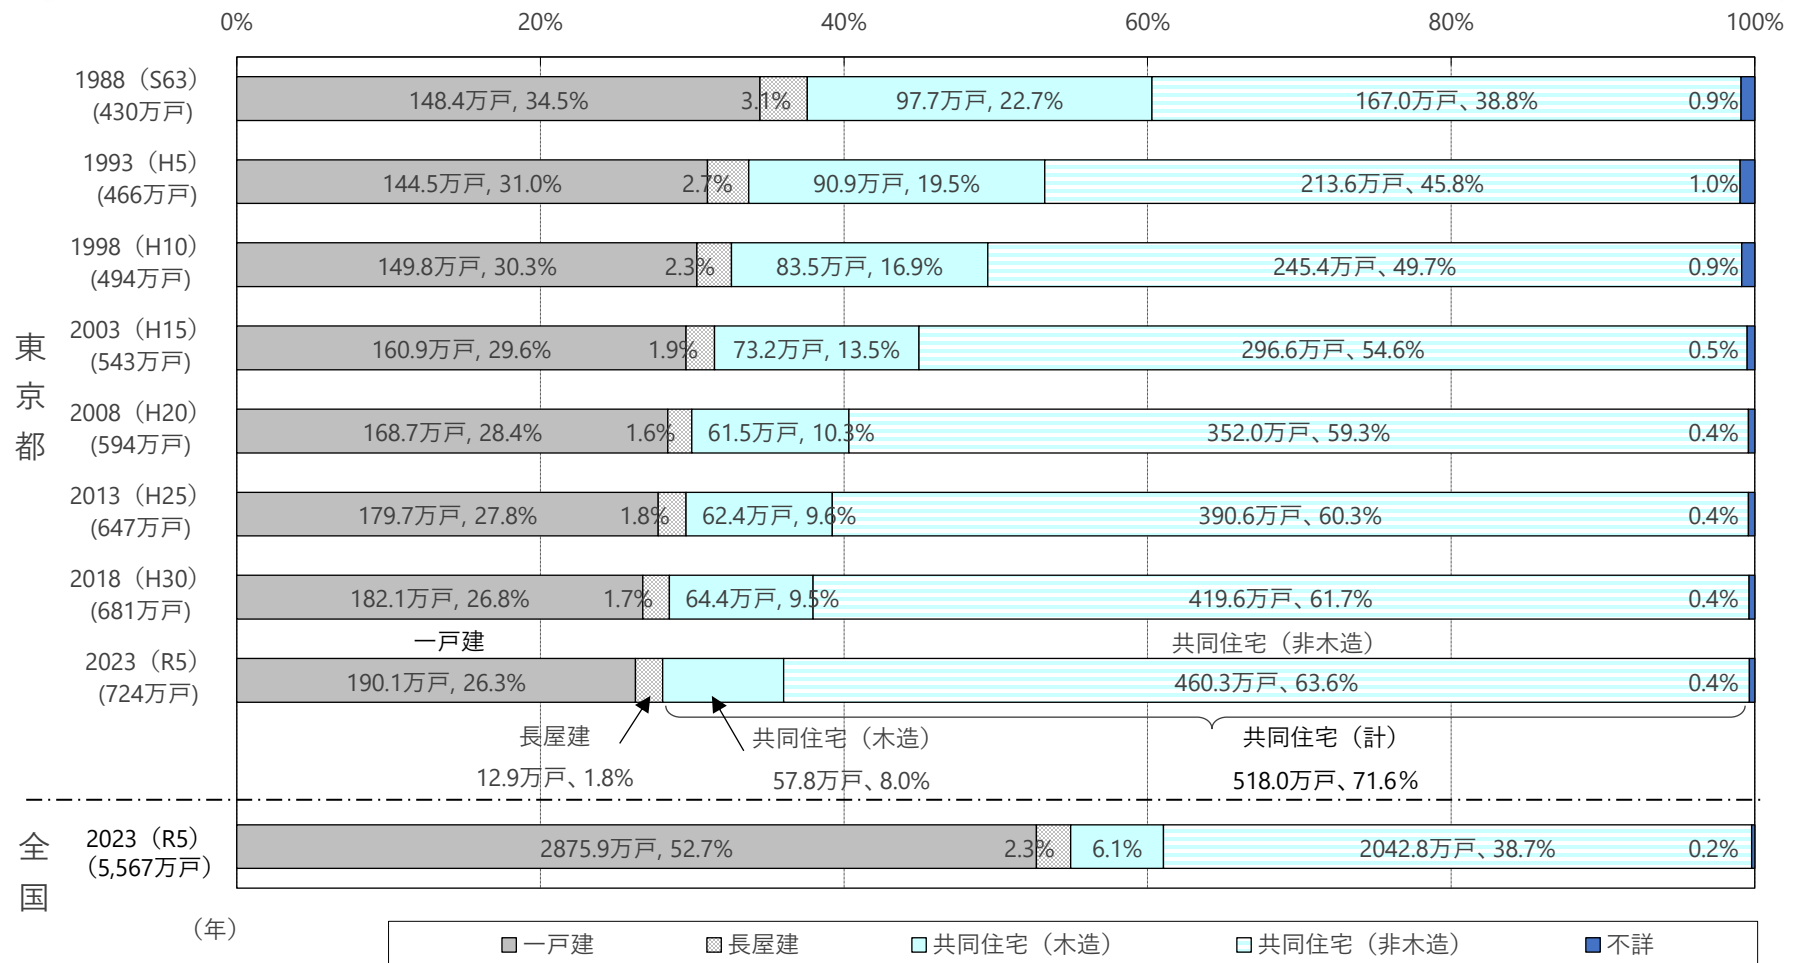 0% 20% 40% 60% 80% 100%
東京都
1988（S63）
(430万戸)
148.4万戸, 34.5% 3.1% 97.7万戸, 22.7% 167.0万戸、38.8% 0.9%
1993（H5）
(466万戸)
144.5万戸, 31.0% 2.7% 90.9万戸, 19.5% 213.6万戸、45.8% 1.0%
1998（H10）
(494万戸)
149.8万戸, 30.3% 2.3% 83.5万戸, 16.9% 245.4万戸、49.7% 0.9%
2003（H15）
(543万戸)
160.9万戸, 29.6% 1.9% 73.2万戸, 13.5% 296.6万戸、54.6% 0.5%
2008（H20）
(594万戸)
168.7万戸, 28.4% 1.6% 61.5万戸, 10.3% 352.0万戸、59.3% 0.4%
2013（H25）
(647万戸)
179.7万戸, 27.8% 1.8% 62.4万戸, 9.6% 390.6万戸、60.3% 0.4%
2018（H30）
(681万戸)
182.1万戸, 26.8% 1.7% 64.4万戸, 9.5% 419.6万戸、61.7% 0.4%
一戸建 共同住宅（非木造）
2023（R5）
(724万戸)
190.1万戸, 26.3% 460.3万戸、63.6% 0.4%
長屋建 共同住宅（木造） 共同住宅（計）
12.9万戸、1.8% 57.8万戸、8.0% 518.0万戸、71.6%
全国
2023（R5）
（5,567万戸）
2875.9万戸, 52.7% 2.3% 6.1% 2042.8万戸、38.7% 0.2%
（年）
一戸建 長屋建 共同住宅（木造） 共同住宅（非木造） 不詳